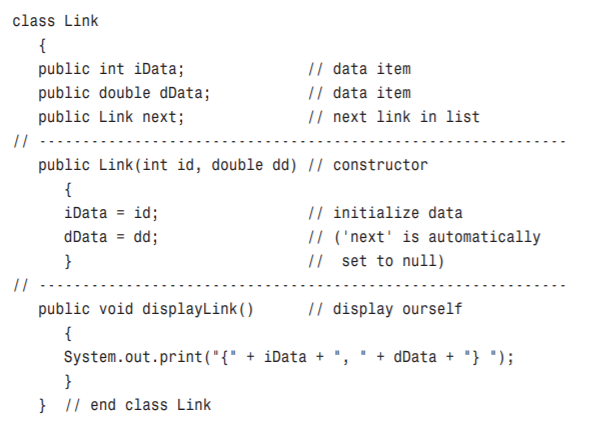 class Link
   {
   public int iData;              // data item
   public double dData;           // data item
   public Link next;              // next link in list
// -------------------------------------------------------------
   public Link(int id, double dd) // constructor
      {
      iData = id;                 // initialize data
      dData = dd;                 // ('next' is automatically
      }                           //  set to null)
// -------------------------------------------------------------
   public void displayLink()      // display ourself
      {
      System.out.print("{" + iData + ", " + dData + "} ");
      }
   }  // end class Link